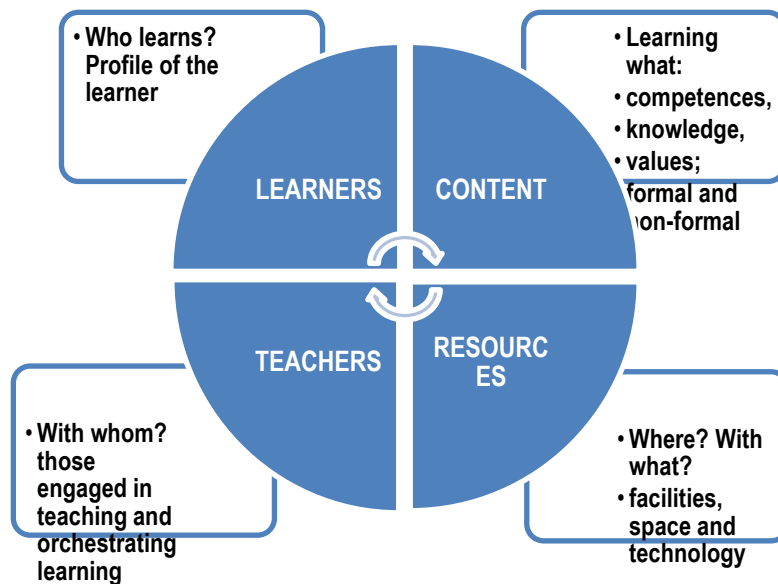 • Who learns?
Profile of the
learner
• Learning
what:
• competences,
• knowledge,
• values;
formal and
non-formal
LEARNERS
CONTENT
TEACHERS
RESOURC
ES
• With whom?
those
engaged in
teaching and
orchestrating
learning
• Where? With
what?
• facilities,
space and
technology